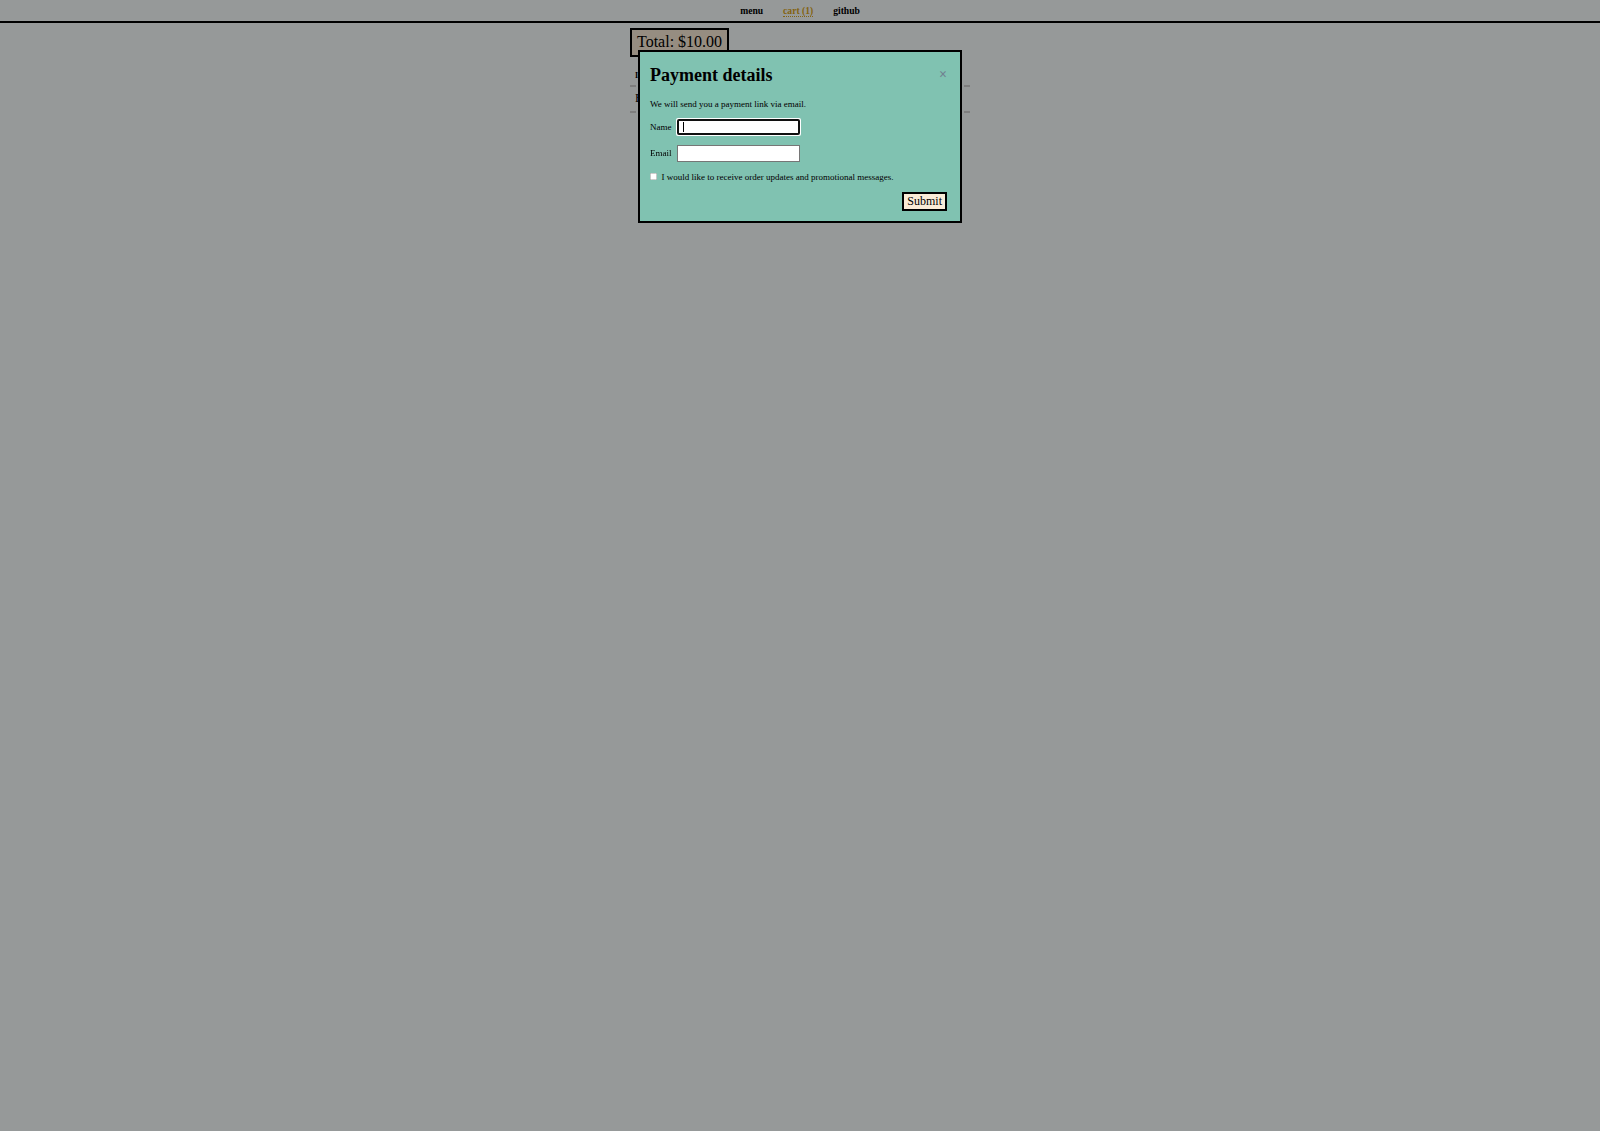 menu cart (1) github
Total: $10.00
Payment details ×
We will send you a payment link via email.
Name
Email
I would like to receive order updates and promotional messages.
Submit